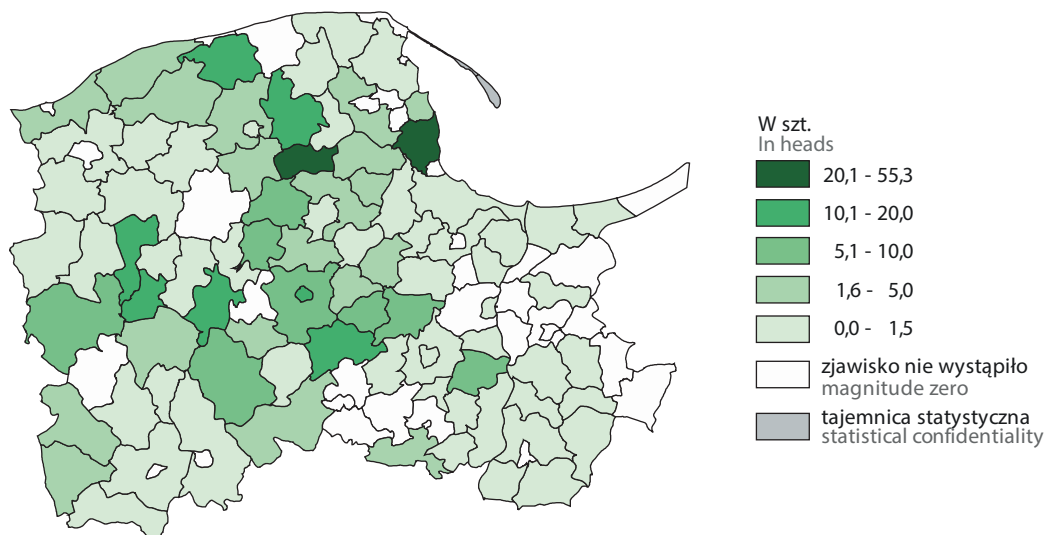 W szt.
In heads
20,1 - 55,3
10,1 - 20,0
5,1 - 10,0
1,6 - 5,0
0,0 - 1,5
zjawisko nie wystąpiło
magnitude zero
tajemnica statystyczna
statistical confidentiality